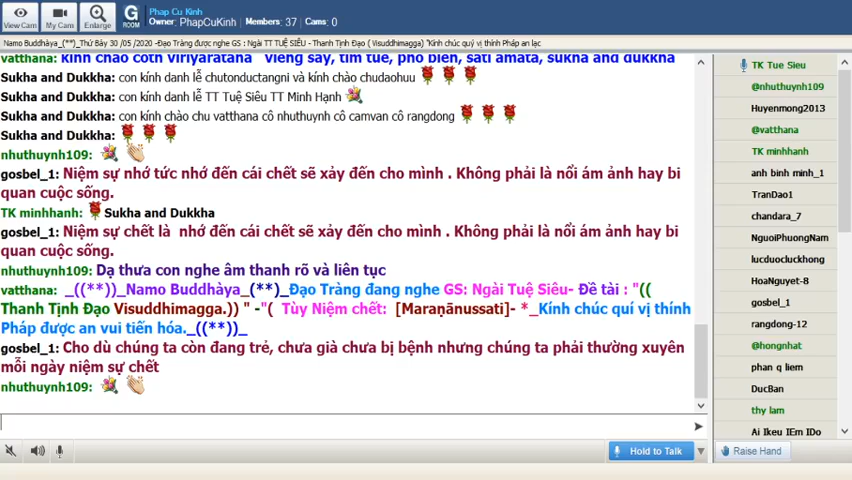 View Cam
My Cam
Enlarge
G
ROOM
Phap Cu Kinh
Owner: PhapCuKinh Members: 37 Cams: 0
Namo Buddhàya_(**)_Thứ Bảy 30 /05 /2020 -Đạo Tràng được nghe GS : Ngài TT TUỆ SIÊU - Thanh Tịnh Đạo ( Visuddhimagga) "Kính chúc quý vị thính Pháp an lạc
vatthana: kính chào cotn viriyaratana viêng say, tim tue, pho bien, sati amata, sukha and dukkha
Sukha and Dukkha: con kính danh lễ chutonductangni và kính chào chudaohuu
Sukha and Dukkha: con kính danh lễ TT Tuệ Siêu TT Minh Hạnh
Sukha and Dukkha: con kính chào chu vatthana cô nhuthuynh cô camvan cô rangdong
Sukha and Dukkha:
nhuthuynh109:
gosbel_1: Niệm sự nhớ tức nhớ đến cái chết sẽ xảy đến cho mình . Không phải là nổi ám ảnh hay bi
quan cuộc sống.
TK minhhanh: Sukha and Dukkha
gosbel_1: Niệm sự chết là nhớ đến cái chết sẽ xảy đến cho mình . Không phải là nổi ám ảnh hay bi
quan cuộc sống.
nhuthuynh109: Dạ thưa con nghe âm thanh rõ và liên tục
vatthana: _((**))_Namo Buddhàya_(**)_Đạo Tràng đang nghe GS: Ngài Tuệ Siêu- Đề tài : "((
Thanh Tịnh Đạo Visuddhimagga.)) " -"( Tùy Niệm chết: [Maraṇānussati]- *_Kính chúc quí vị thính
Pháp được an vui tiến hóa._((**))_
gosbel_1: Cho dù chúng ta còn đang trẻ, chưa già chưa bị bệnh nhưng chúng ta phải thường xuyên
mỗi ngày niệm sự chết
nhuthuynh109:
Hold to Talk
TK Tue Sieu
@nhuthuynh109
Huyenmong2013
@vatthana
TK minhhanh
anh binh minh_1
TranDao1
chandara_7
NguoiPhuongNam
lucduocluckhong
HoaNguyet-8
gosbel_1
rangdong-12
@hongnhat
phan q liem
DucBan
thy lam
Ai Ikeu IEm IDo
Raise Hand